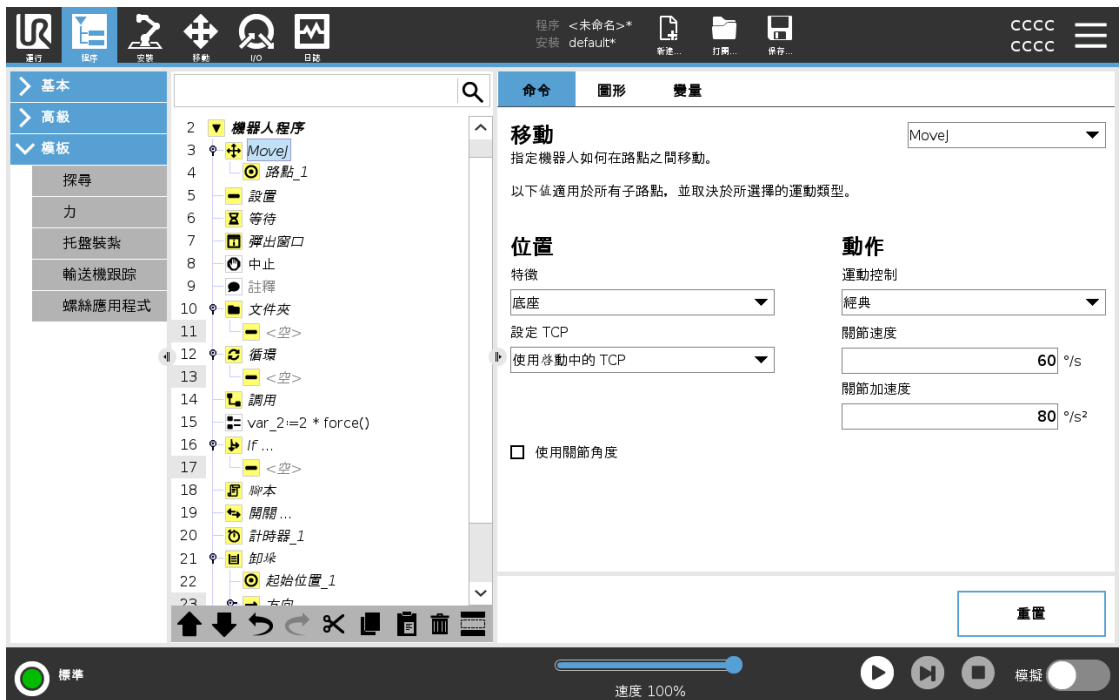 UR
運行
程序
安裝
移動
I/O
日誌
程序 <未命名>*
安裝 default*
新建...
打開...
保存...
CCCC
CCCC
基本
高級
模板
探尋
力
托盤裝紮
輸送機跟踪
螺絲應用程式
2 機器人程序
3 MoveJ
4 路點_1
5 設置
6 等待
7 彈出窗口
8 中止
9 註釋
10 文件夾
11 <空>
12 循環
13 <空>
14 調用
15 var_2:=2 * force()
16 If ...
17 <空>
18 腳本
19 開關 ...
20 計時器_1
21 卸垛
22 起始位置_1
23 方向
命令
圖形
變量
移動
MoveJ
指定機器人如何在路點之間移動。
以下值適用於所有子路點，並取決於所選擇的運動類型。
位置
特徵
底座
設定 TCP
使用啓動中的 TCP
使用關節角度
動作
運動控制
經典
關節速度
60 °/s
關節加速度
80 °/s²
重置
標準
速度 100%
模擬